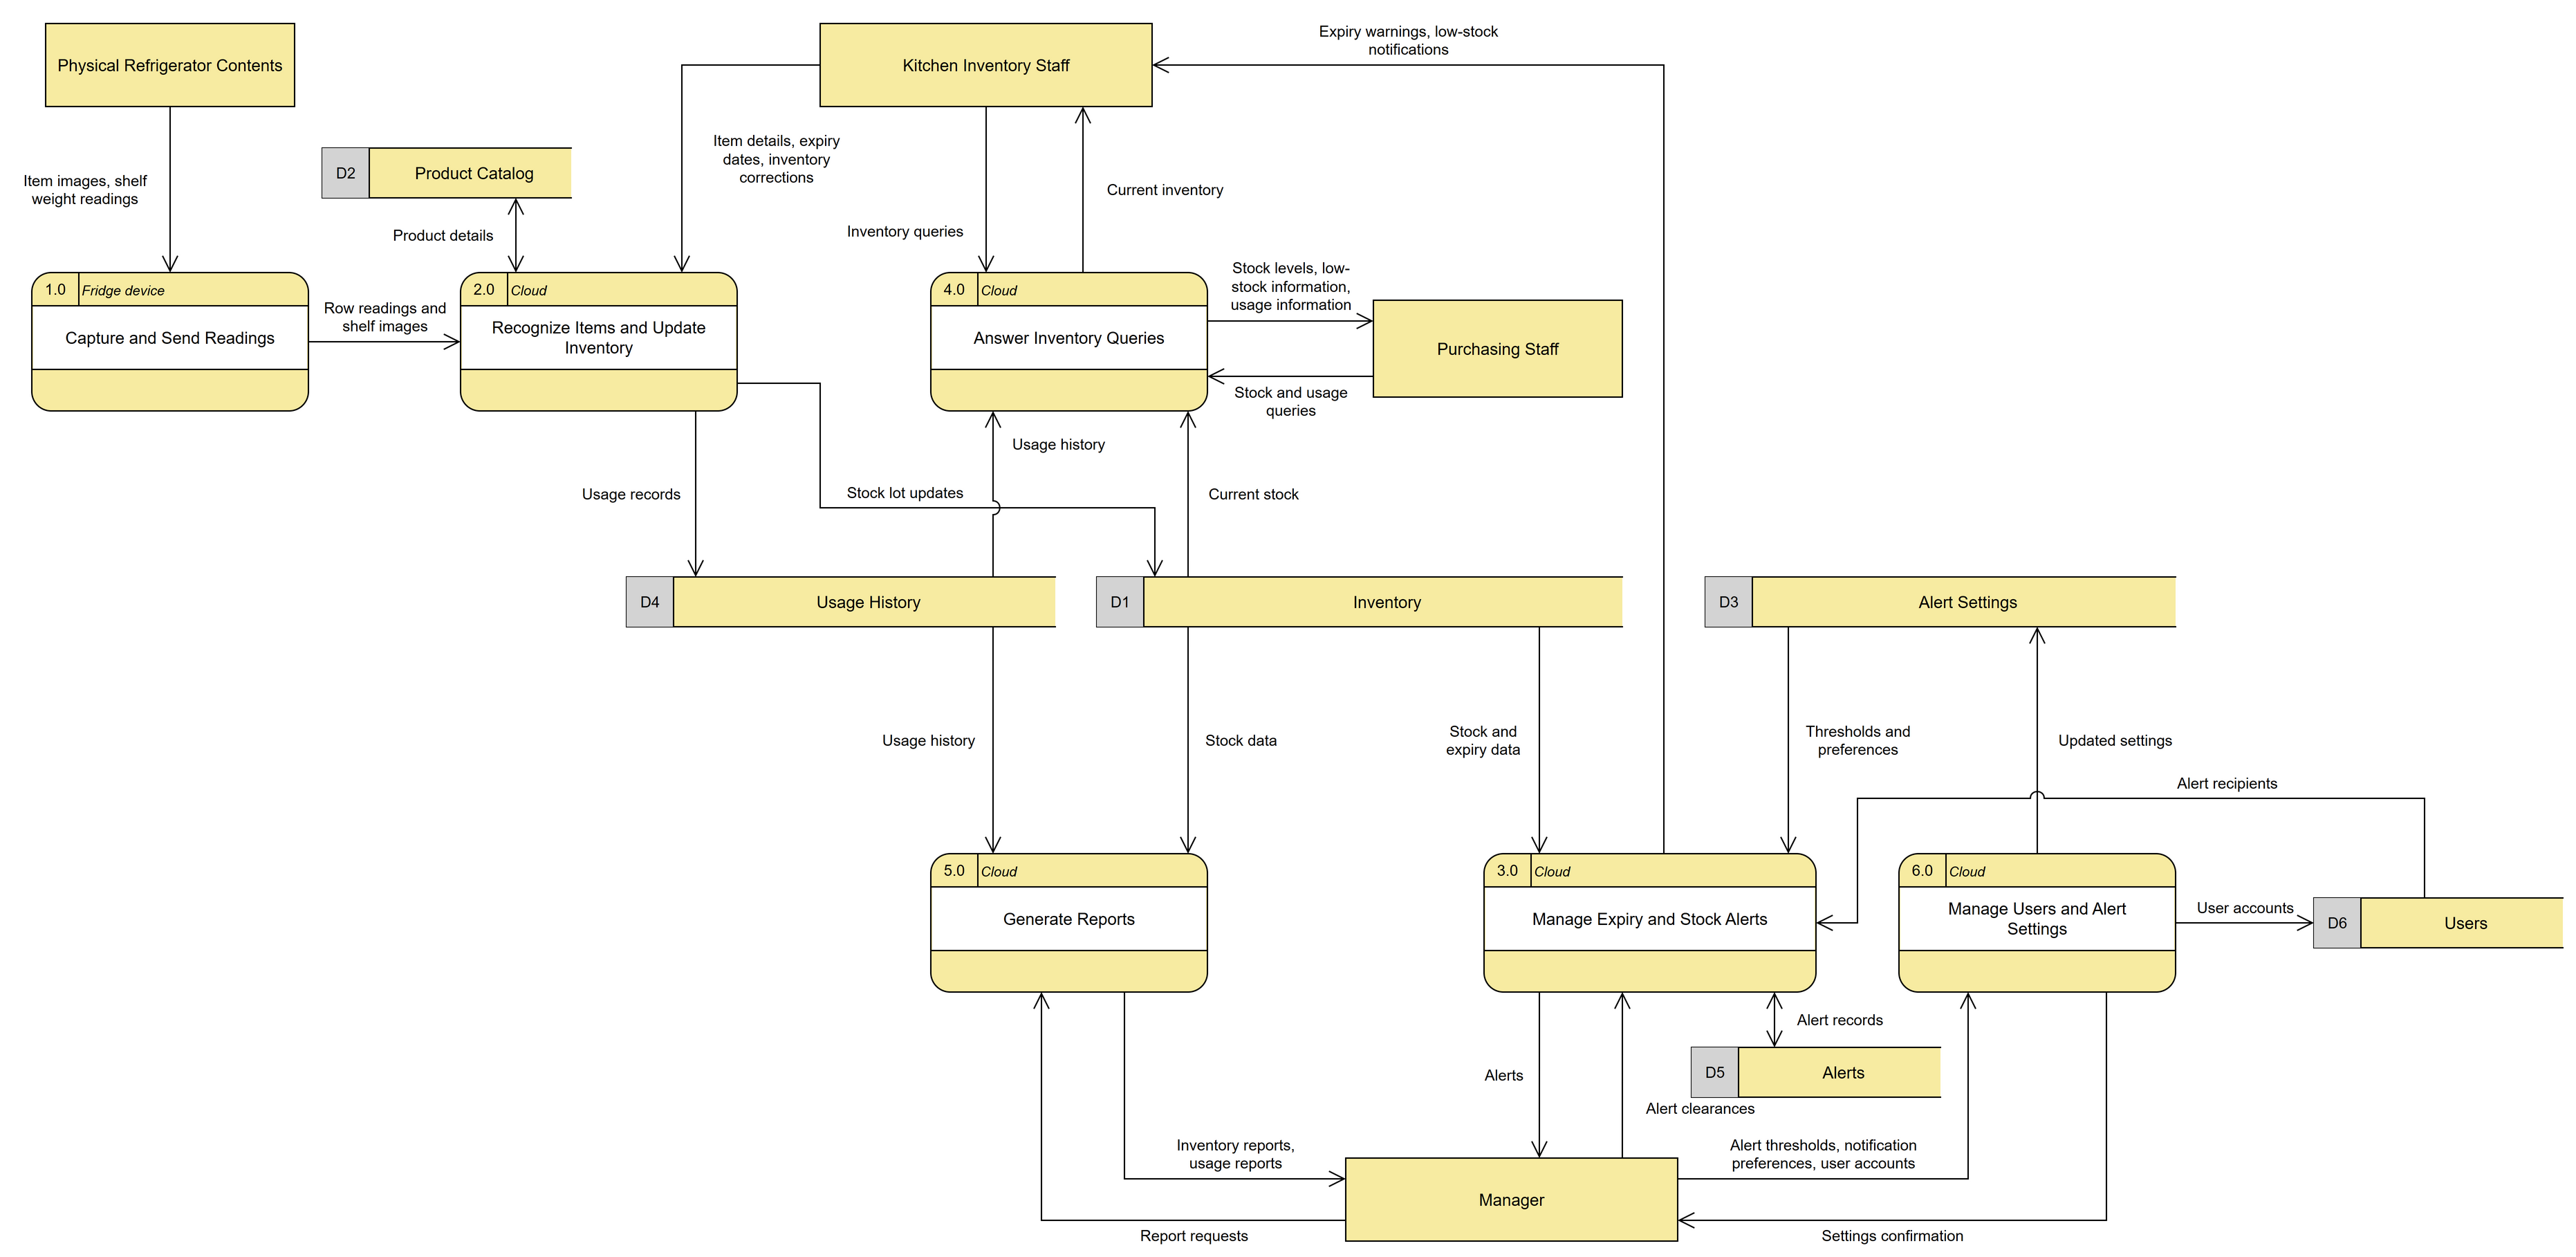 Physical Refrigerator Contents
Kitchen Inventory Staff
Expiry warnings, low-stock
notifications
Item images, shelf
weight readings
D2
Product Catalog
Product details
Item details, expiry
dates, inventory
corrections
Inventory queries
Current inventory
1.0
Fridge device
Capture and Send Readings
Row readings and
shelf images
2.0
Cloud
Recognize Items and Update
Inventory
4.0
Cloud
Answer Inventory Queries
Stock levels, low-
stock information,
usage information
Purchasing Staff
Stock and usage
queries
Usage history
Usage records
Stock lot updates
Current stock
D4
Usage History
D1
Inventory
D3
Alert Settings
Usage history
Stock data
Stock and
expiry data
Thresholds and
preferences
Updated settings
Alert recipients
5.0
Cloud
Generate Reports
3.0
Cloud
Manage Expiry and Stock Alerts
6.0
Cloud
Manage Users and Alert
Settings
User accounts
D6
Users
Alert records
Alerts
D5
Alerts
Alert clearances
Inventory reports,
usage reports
Alert thresholds, notification
preferences, user accounts
Manager
Report requests
Settings confirmation